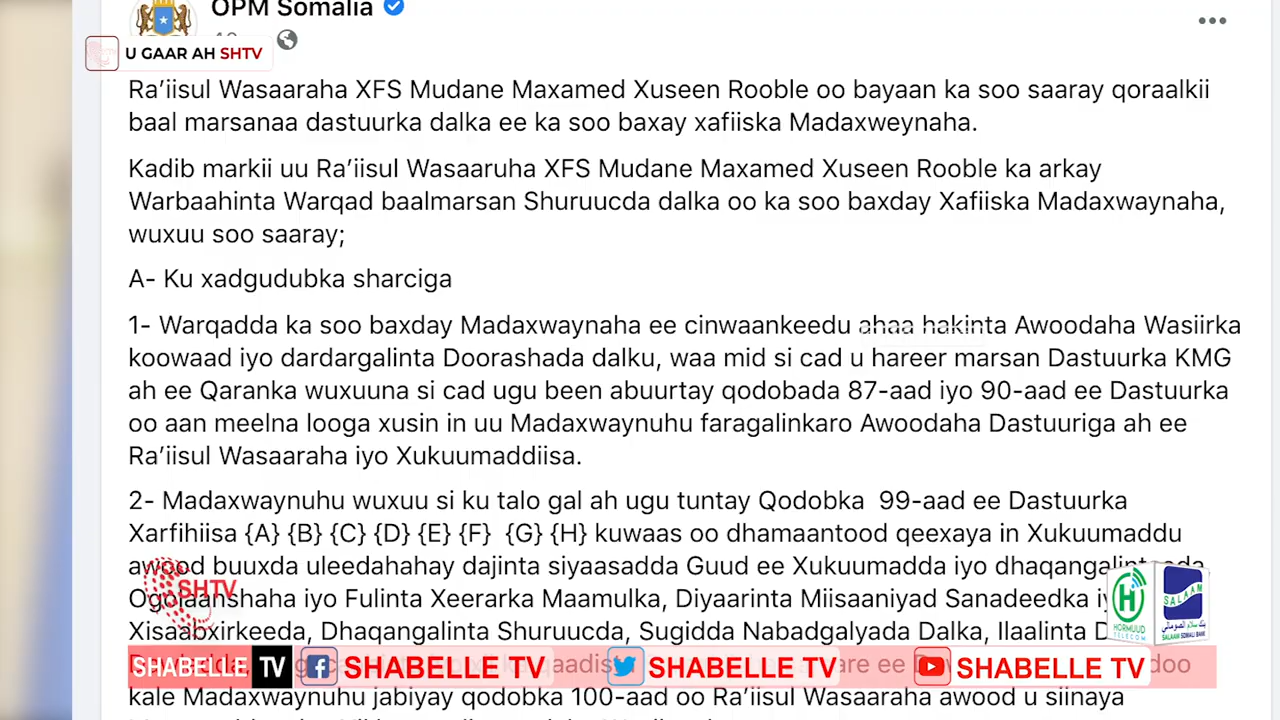 OPM Somalia
U GAAR AH SHTV
Ra’iisul Wasaaraha XFS Mudane Maxamed Xuseen Rooble oo bayaan ka soo saaray qoraalkii
baal marsanaa dastuurka dalka ee ka soo baxay xafiiska Madaxweynaha.
Kadib markii uu Ra’iisul Wasaaruha XFS Mudane Maxamed Xuseen Rooble ka arkay
Warbaahinta Warqad baalmarsan Shuruucda dalka oo ka soo baxday Xafiiska Madaxwaynaha,
wuxuu soo saaray;
A- Ku xadgudubka sharciga
1- Warqadda ka soo baxday Madaxwaynaha ee cinwaankeedu ahaa hakinta Awoodaha Wasiirka
koowaad iyo dardargalinta Doorashada dalku, waa mid si cad u hareer marsan Dastuurka KMG
ah ee Qaranka wuxuuna si cad ugu been abuurtay qodobada 87-aad iyo 90-aad ee Dastuurka
oo aan meelna looga xusin in uu Madaxwaynuhu faragalinkaro Awoodaha Dastuuriga ah ee
Ra’iisul Wasaaraha iyo Xukuumaddiisa.
2- Madaxwaynuhu wuxuu si ku talo gal ah ugu tuntay Qodobka 99-aad ee Dastuurka
Xarfihiisa {A} {B} {C} {D} {E} {F} {G} {H} kuwaas oo dhamaantood qeexaya in Xukuumaddu
awood buuxda uleedahahay dajinta siyaasadda Guud ee Xukuumadda iyo dhaqangalinteeda,
Ogolaanshaha iyo Fulinta Xeerarka Maamulka, Diyaarinta Miisaaniyad Sanadeedka
Xisaabxirkeeda, Dhaqangalinta Shuruucda, Sugidda Nabadgalyada Dalka, Ilaalinta
SHTV
HORMUUD
TELECOM
SALAAM
بنك سلام الصومالي
SALAAM SOMALI BANK
SHABELLE TV SHABELLE TV SHABELLE TV SHABELLE TV
kale Madaxwaynuhu jabiyay qodobka 100-aad oo Ra’iisul Wasaaraha awood u siinaya